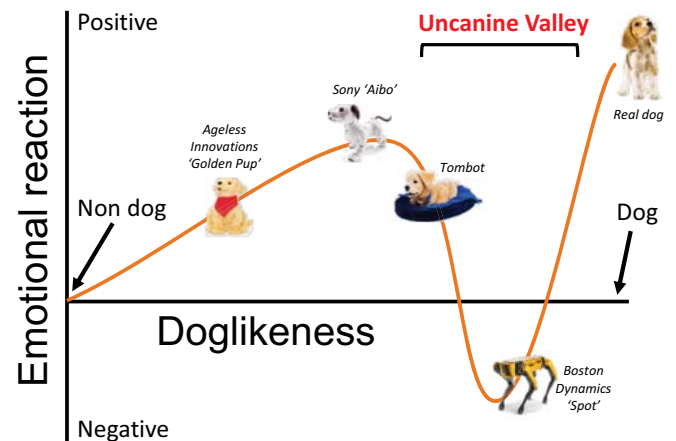 Positive
Uncanine Valley
Sony ‘Aibo’
Ageless
Innovations
‘Golden Pup’
Real dog
Tombot
Non dog
Dog
Emotional reaction
Doglikeness
Boston
Dynamics
‘Spot’
Negative